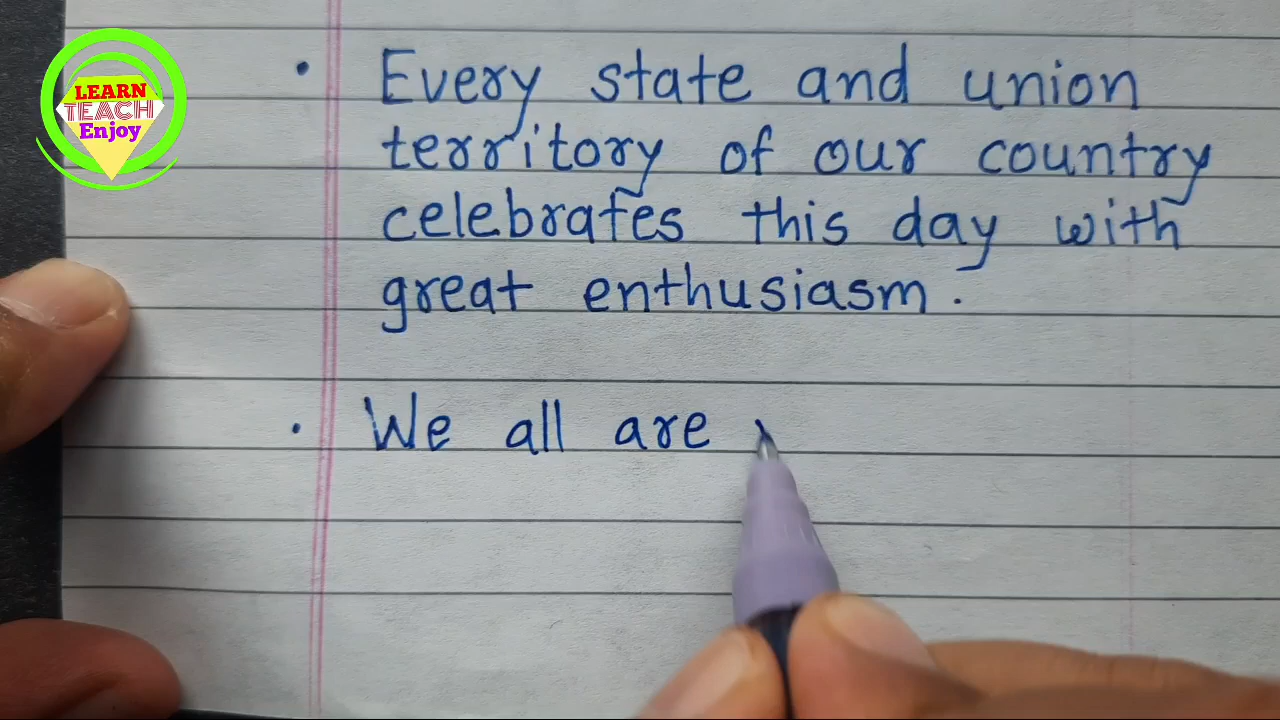 LEARN
TEACH
Enjoy
• Every state and union
territory of our country
celebrates this day with
great enthusiasm.
• We all are